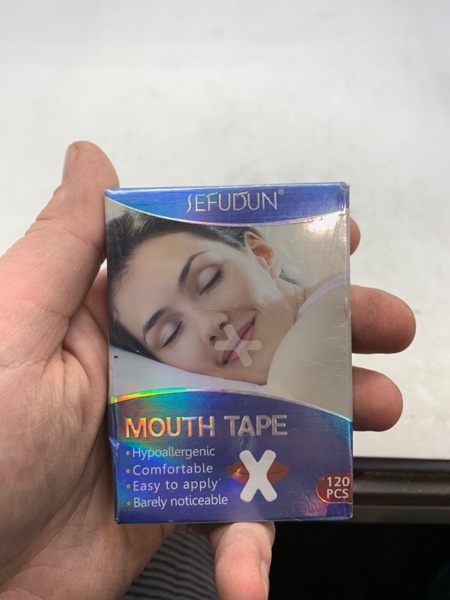 SEFUDUN®
MOUTH TAPE
•Hypoallergenic
•Comfortable
•Easy to apply
•Barely noticeable
120
PCS